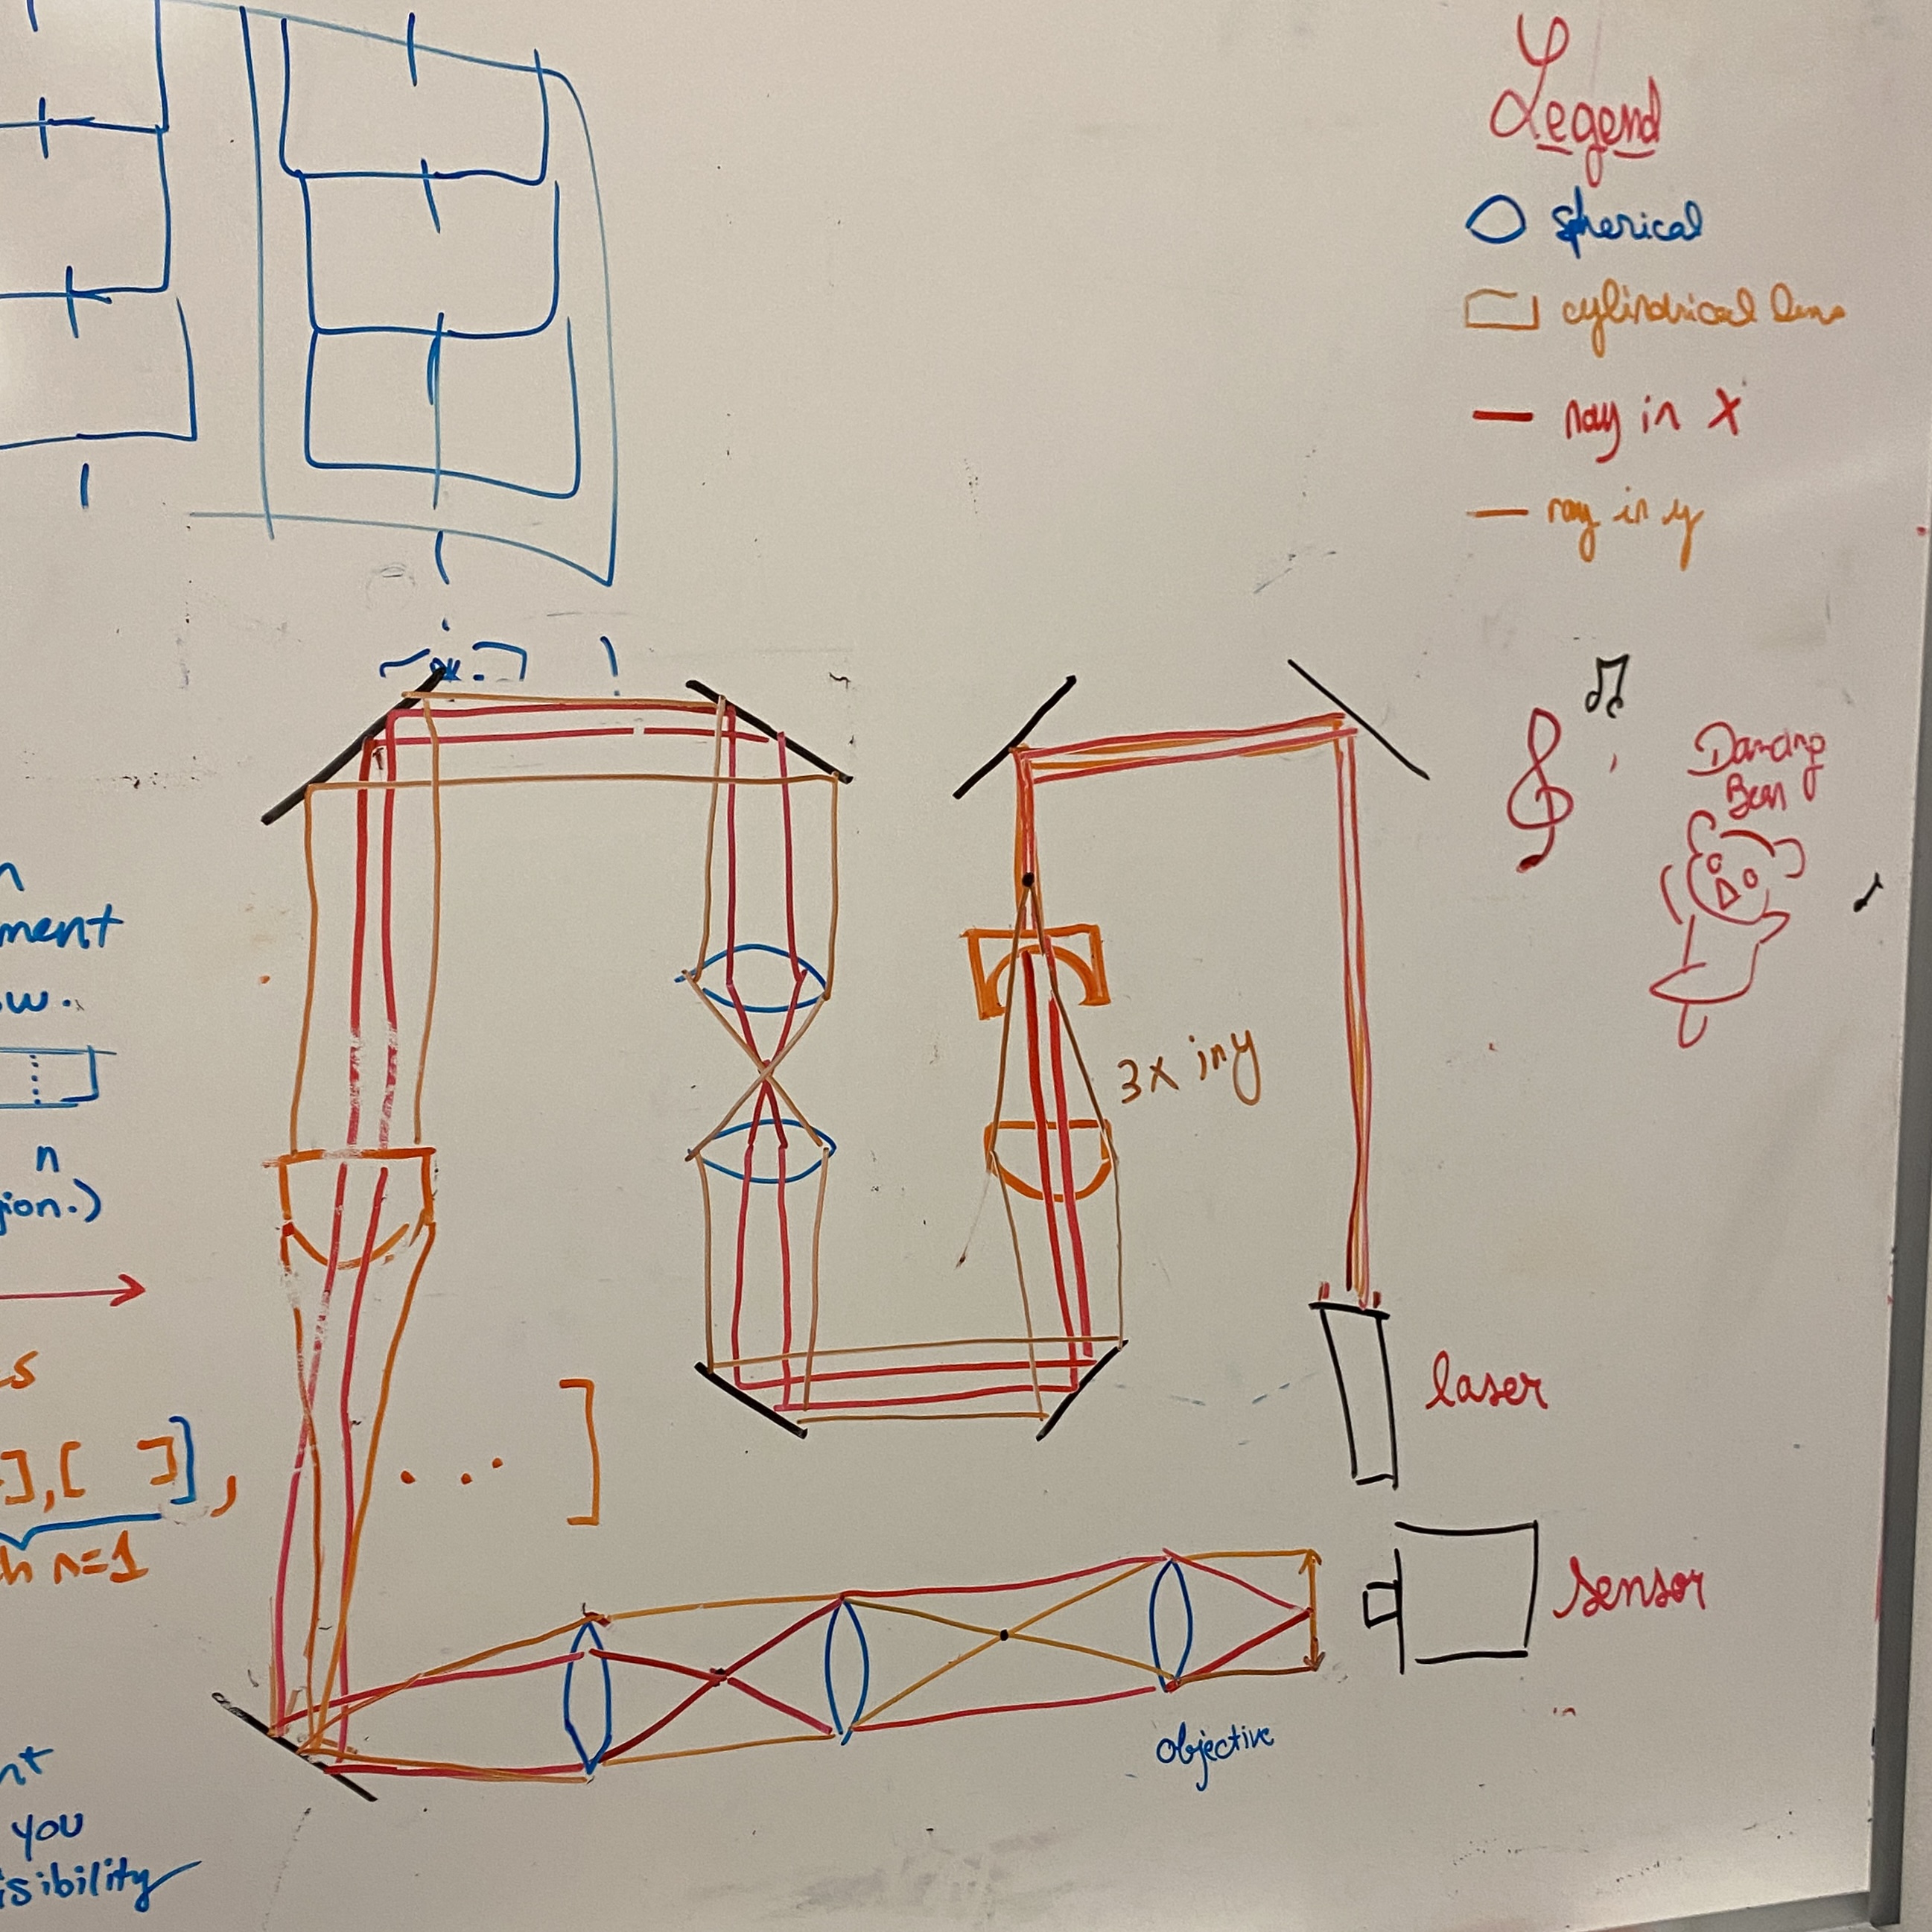 Legend
spherical
cylindrical lens
ray in X
ray in y
Dancing
Bear
ment
w.
3x in y
n
gion.)
laser
s
], [ ]],
... ]
h n=1
sensor
objective
nt
you
isibility